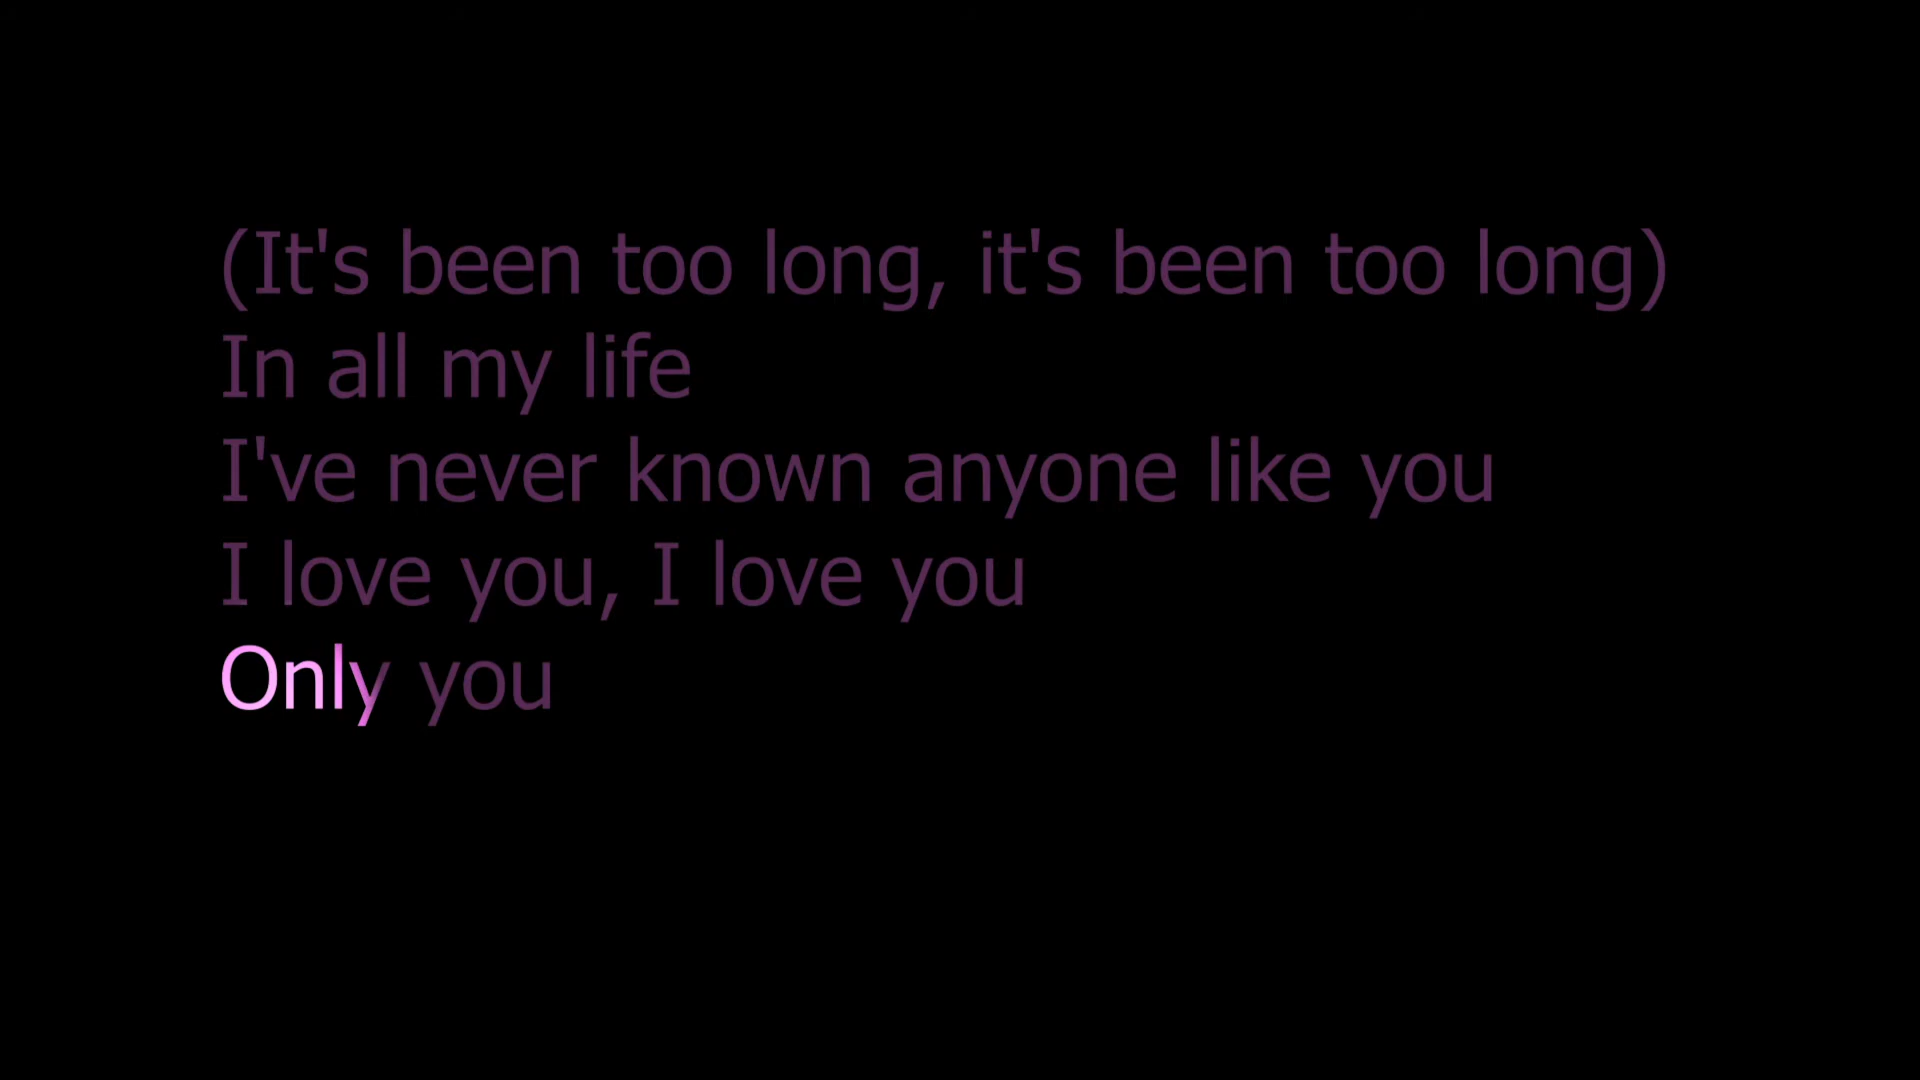 (It's been too long, it's been too long)
In all my life
I've never known anyone like you
I love you, I love you
Only you